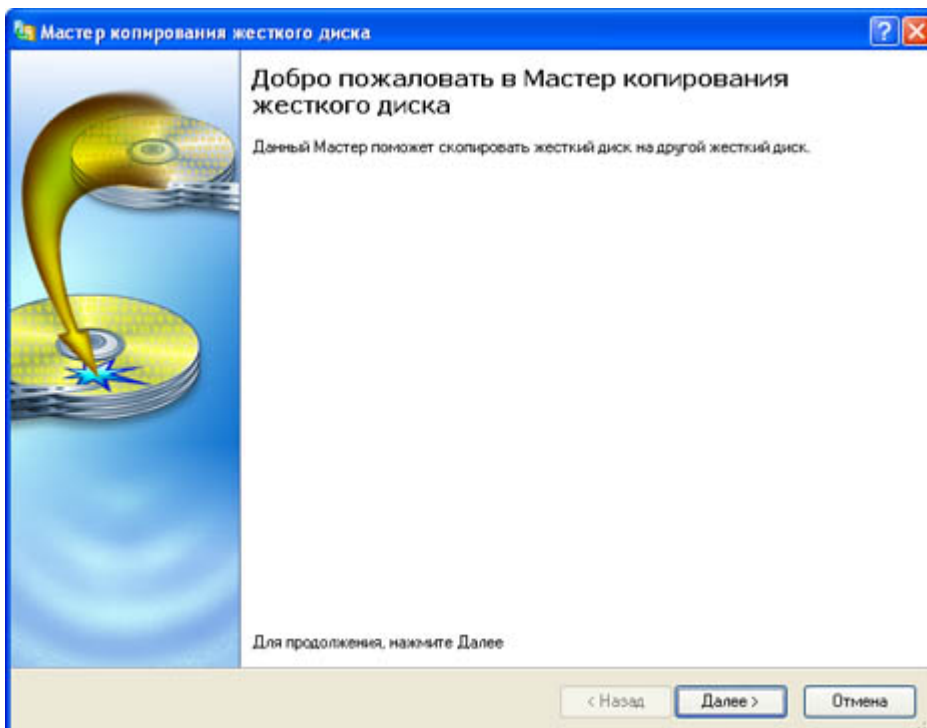 Мастер копирования жесткого диска
Добро пожаловать в Мастер копирования
жесткого диска
Данный Мастер поможет скопировать жесткий диск на другой жесткий диск.
Для продолжения, нажмите Далее
< Назад
Далее >
Отмена